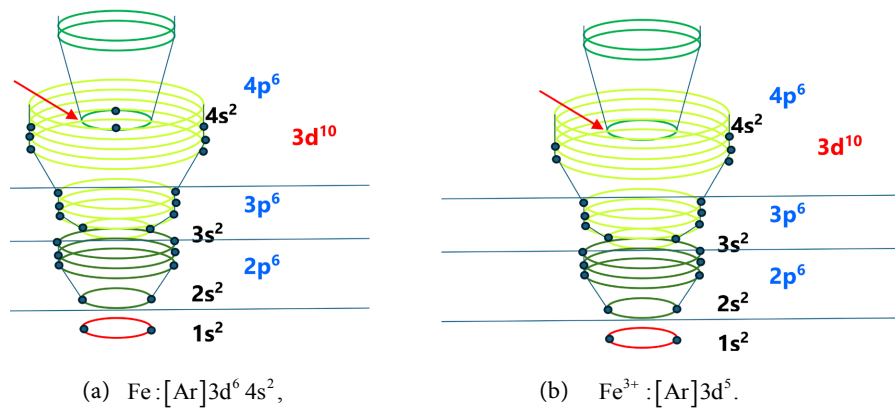 4p⁶
4s²
3d¹⁰
3p⁶
3s²
2p⁶
2s²
1s²
(a) Fe:[Ar]3d⁶ 4s²,
4p⁶
4s²
3d¹⁰
3p⁶
3s²
2p⁶
2s²
1s²
(b) Fe³⁺:[Ar]3d⁵.